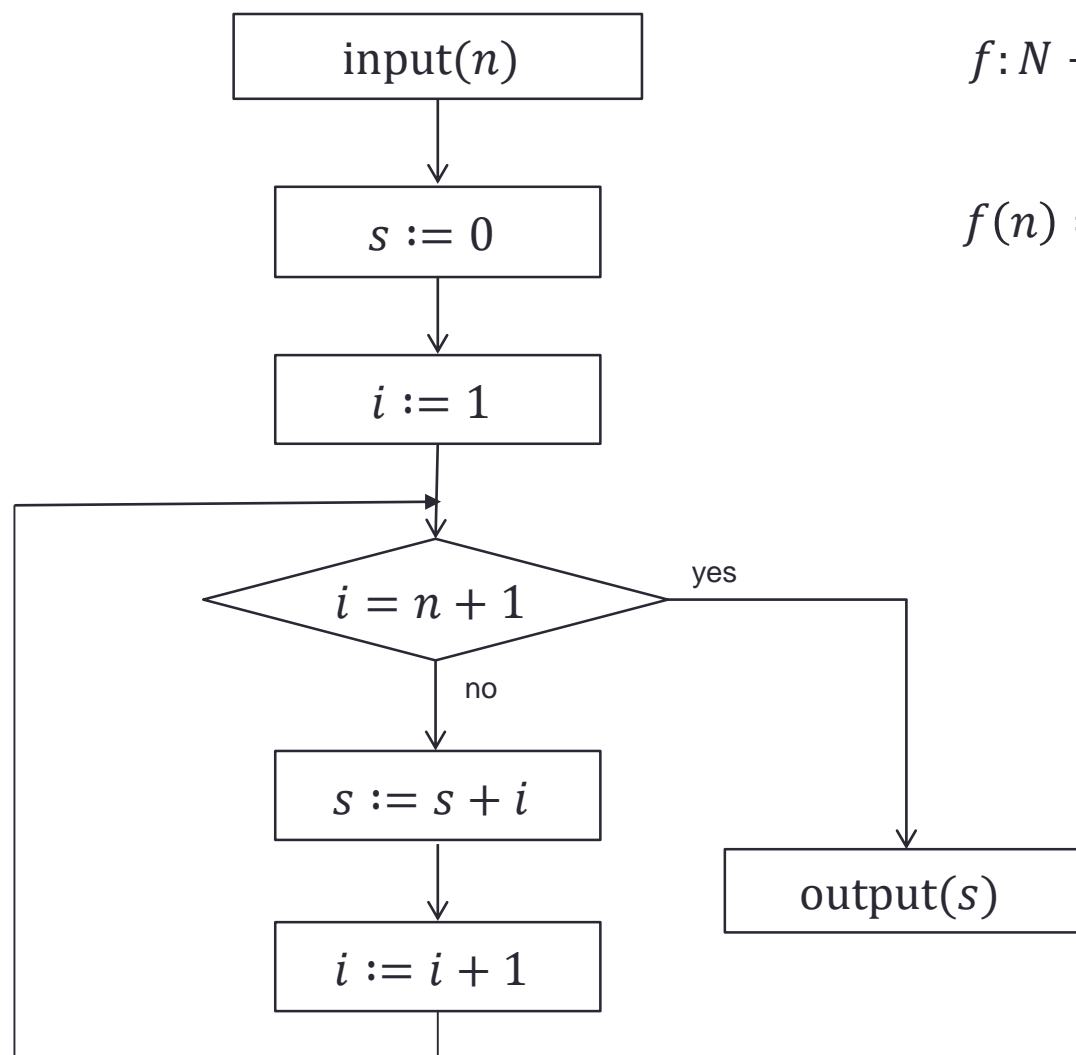 input(n)
f: N
s := 0
f(n)
i := 1
i = n + 1
yes
no
s := s + i
output(s)
i := i + 1